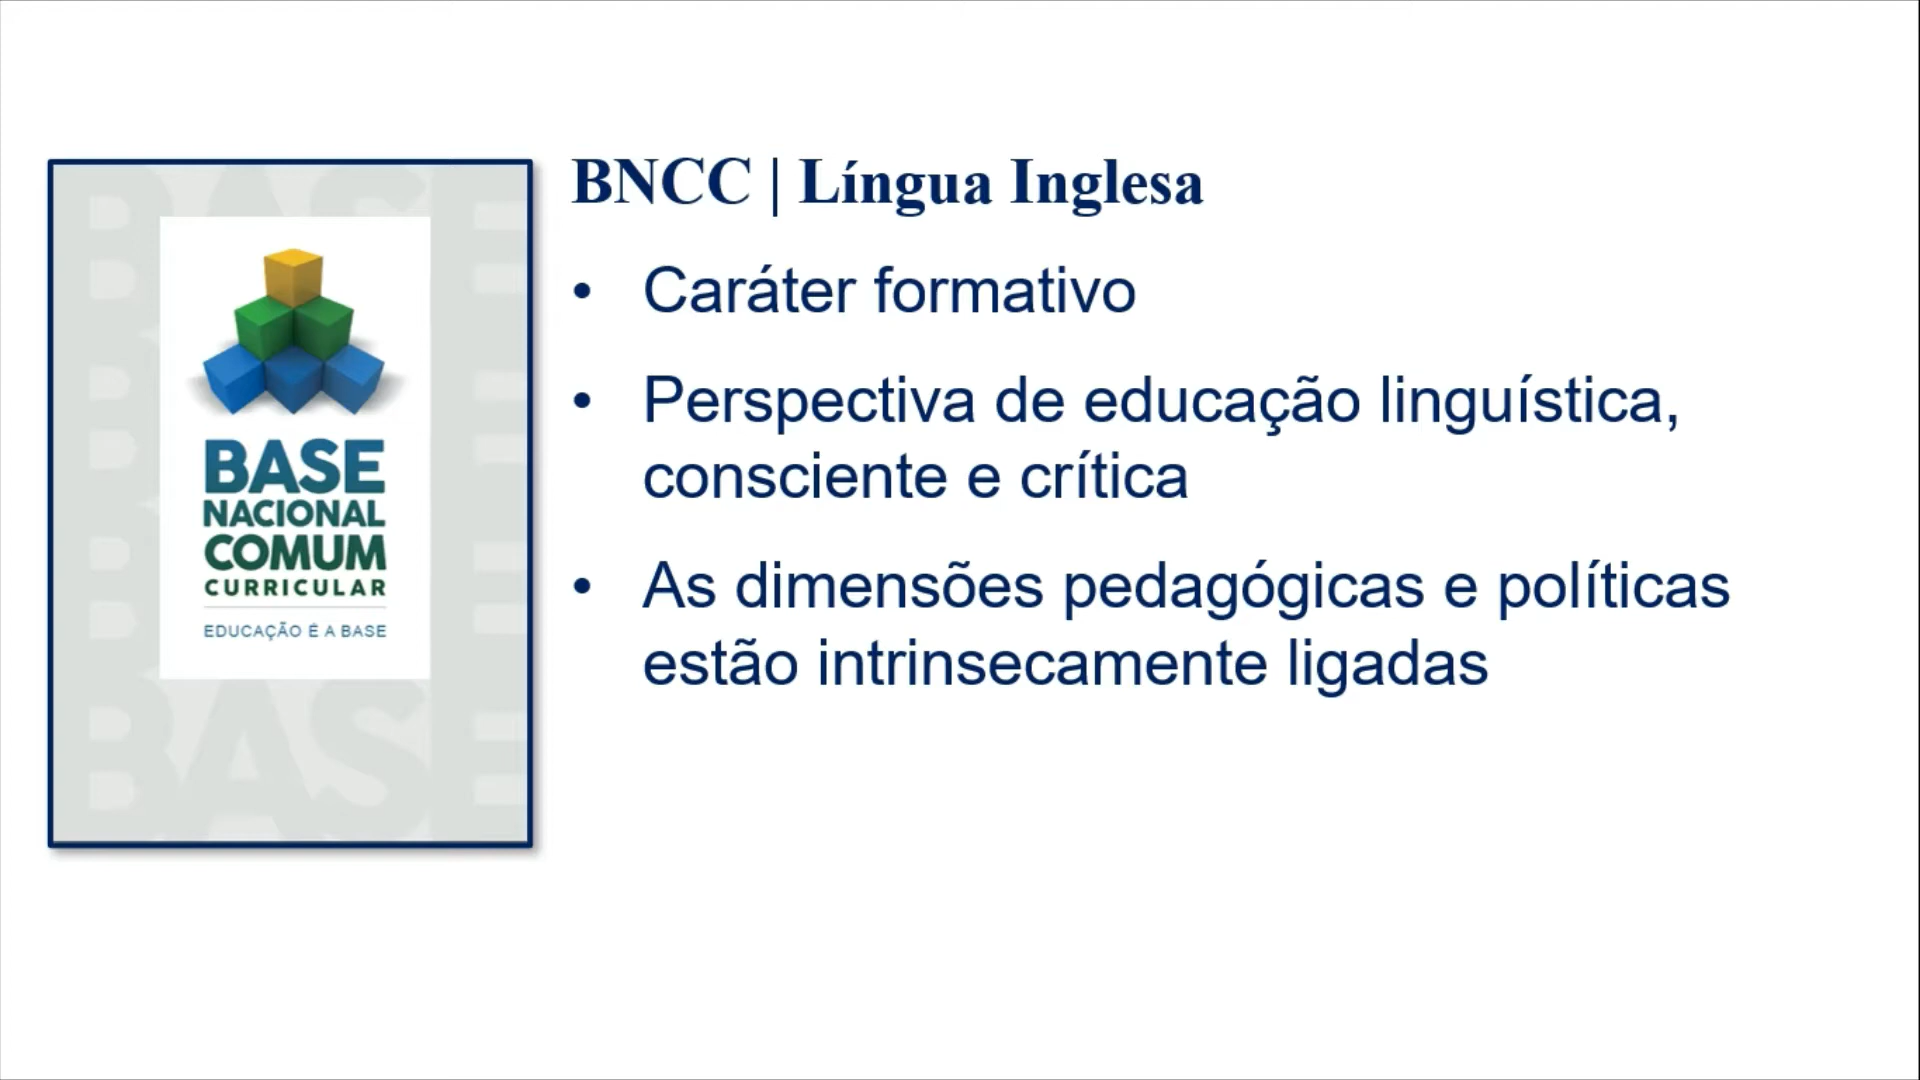 BASE
NACIONAL
COMUM
CURRICULAR
EDUCAÇÃO É A BASE
BNCC | Língua Inglesa
• Caráter formativo
• Perspectiva de educação linguística,
consciente e crítica
• As dimensões pedagógicas e políticas
estão intrinsecamente ligadas